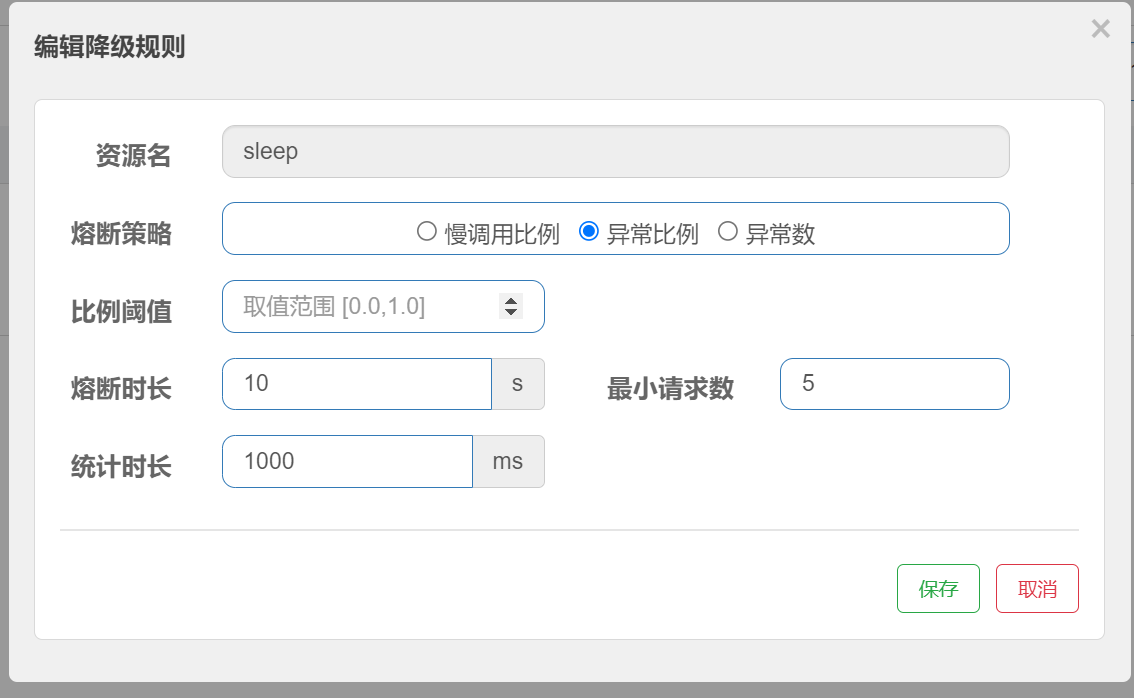 编辑降级规则 ×
资源名 sleep
熔断策略 慢调用比例 异常比例 异常数
比例阈值 取值范围 [0.0,1.0]
熔断时长 10 s 最小请求数 5
统计时长 1000 ms
保存 取消